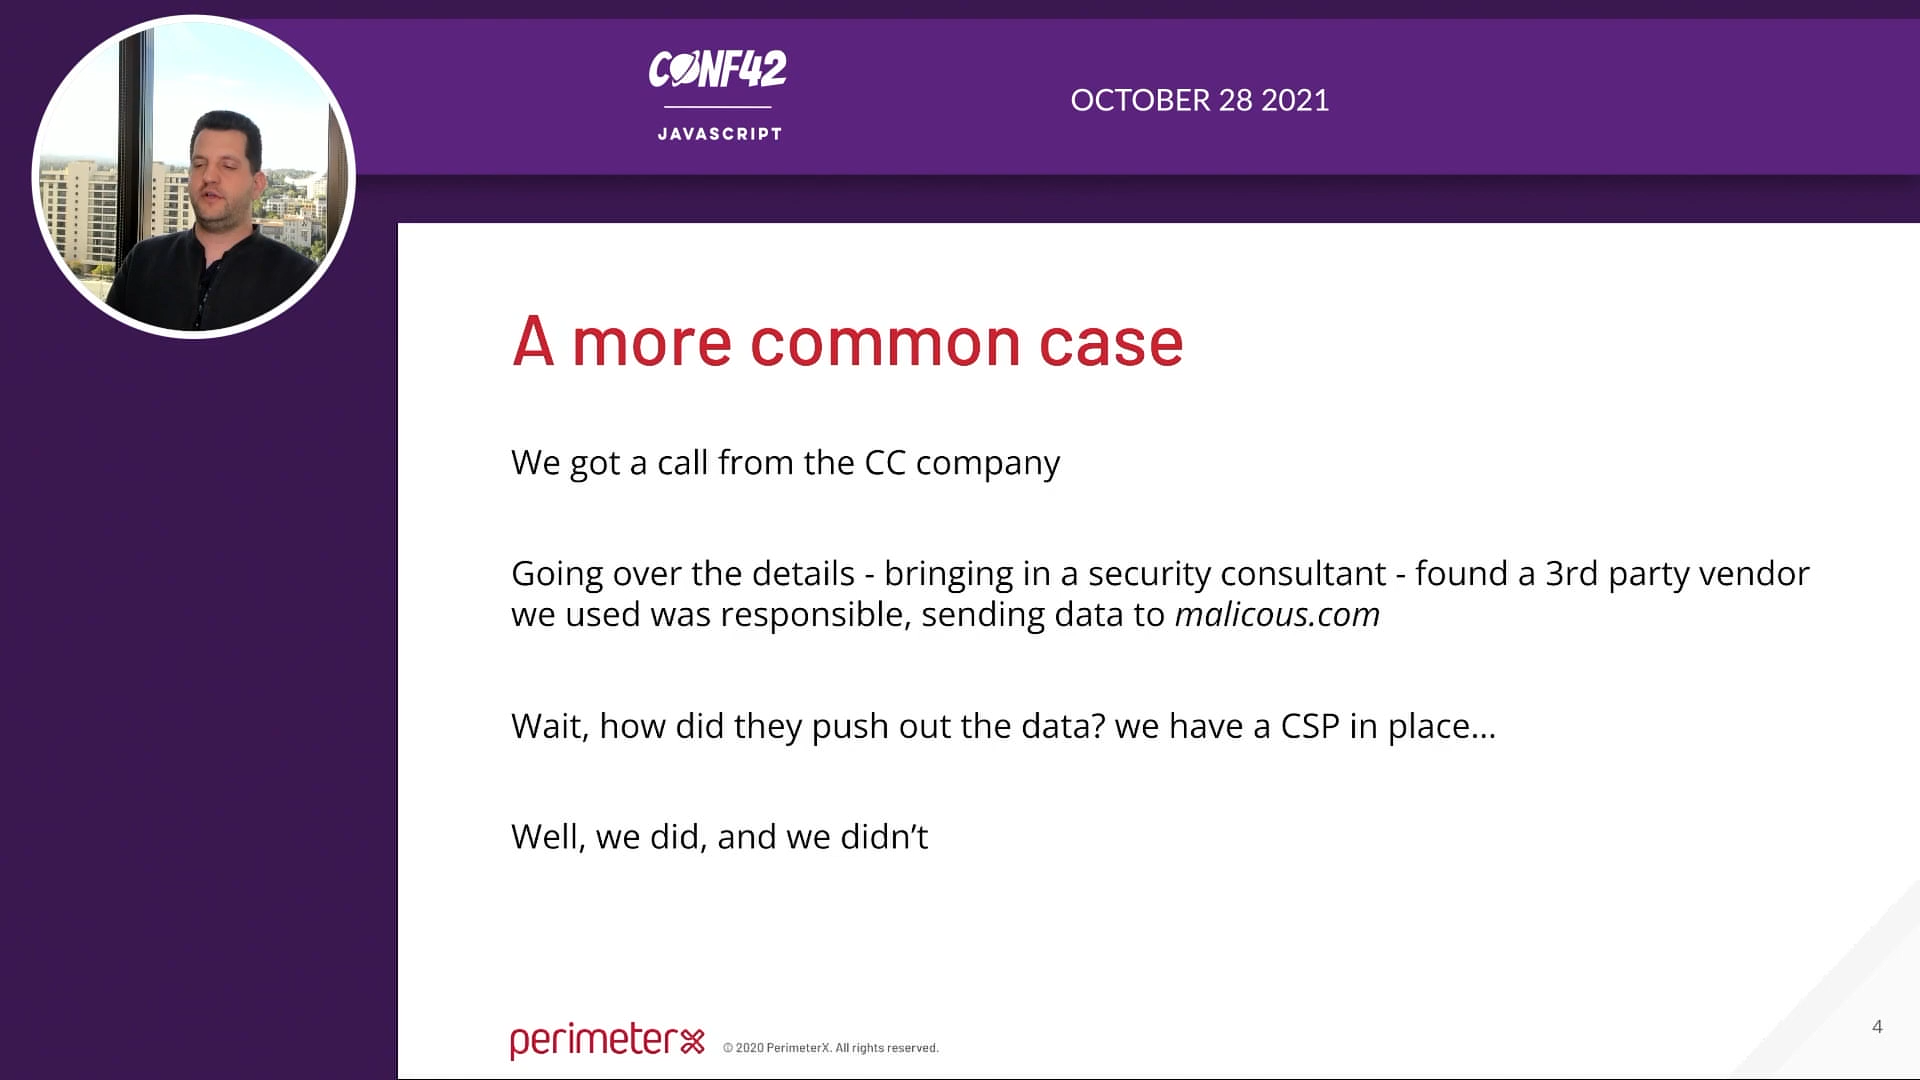 CONF42
JAVASCRIPT
OCTOBER 28 2021
A more common case
We got a call from the CC company
Going over the details - bringing in a security consultant - found a 3rd party vendor
we used was responsible, sending data to malicous.com
Wait, how did they push out the data? we have a CSP in place...
Well, we did, and we didn’t
perimeterx
© 2020 PerimeterX. All rights reserved.
4